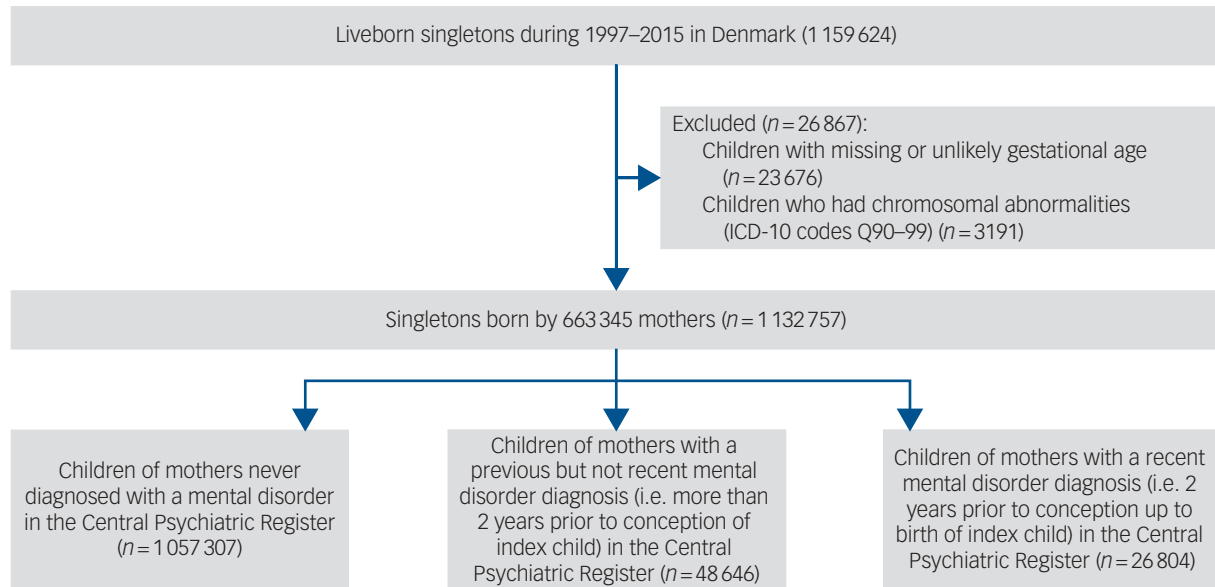 Liveborn singletons during 1997–2015 in Denmark (1 159 624)
Excluded (n = 26 867):
Children with missing or unlikely gestational age
(n = 23 676)
Children who had chromosomal abnormalities
(ICD-10 codes Q90–99) (n = 3191)
Singletons born by 663 345 mothers (n = 1 132 757)
Children of mothers never
diagnosed with a mental disorder
in the Central Psychiatric Register
(n = 1 057 307)
Children of mothers with a
previous but not recent mental
disorder diagnosis (i.e. more than
2 years prior to conception of
index child) in the Central
Psychiatric Register (n = 48 646)
Children of mothers with a recent
mental disorder diagnosis (i.e. 2
years prior to conception up to
birth of index child) in the Central
Psychiatric Register (n = 26 804)